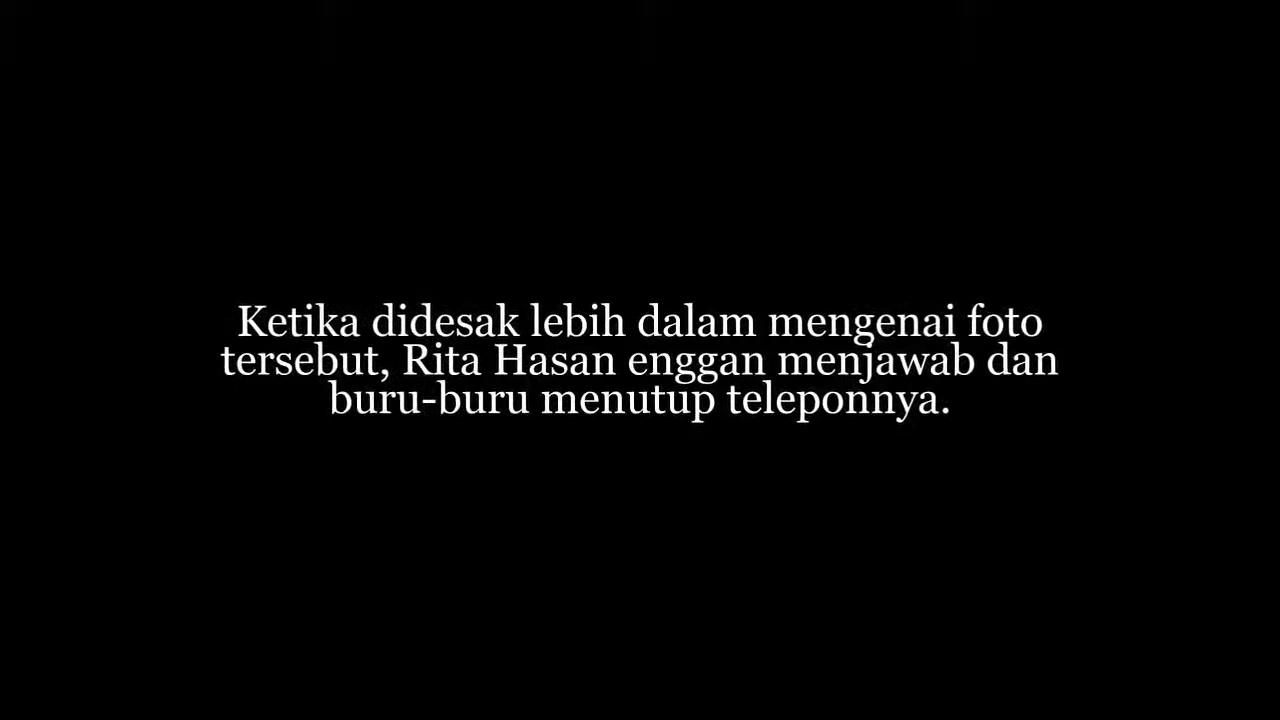 Ketika didesak lebih dalam mengenai foto
tersebut, Rita Hasan enggan menjawab dan
buru-buru menutup teleponnya.